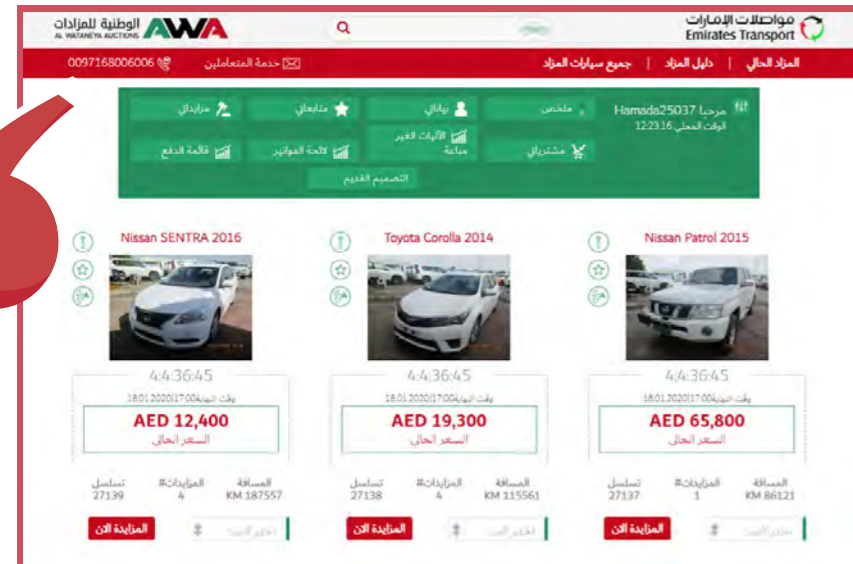 مواصلات الإمارات
Emirates Transport
الوطنية للمزادات
AL WATANEYA AUCTIONS
AWA
المزاد الحالي | دليل المزاد | جميع سيارات المزاد
خدمة المتعاملين
0097168006006
مرحبا Hamada25037
الوقت المحلي 12:23:16
ملخص
بياناتي
متابعاتي
مزايداتي
مشترياتي
الآليات الغير
مباعة
لائحة الفواتير
قائمة الدفع
التصميم القديم
Nissan Patrol 2015
4:4:36:45
وقت النهاية 18.01.2020|17:00
AED 65,800
السعر الحالي
المسافة
KM 86121
المزايدات#
1
تسلسل
27137
المزايدة الان
Toyota Corolla 2014
4:4:36:45
وقت النهاية 18.01.2020|17:00
AED 19,300
السعر الحالي
المسافة
KM 115561
المزايدات#
4
تسلسل
27138
المزايدة الان
Nissan SENTRA 2016
4:4:36:45
وقت النهاية 18.01.2020|17:00
AED 12,400
السعر الحالي
المسافة
KM 187557
المزايدات#
4
تسلسل
27139
المزايدة الان